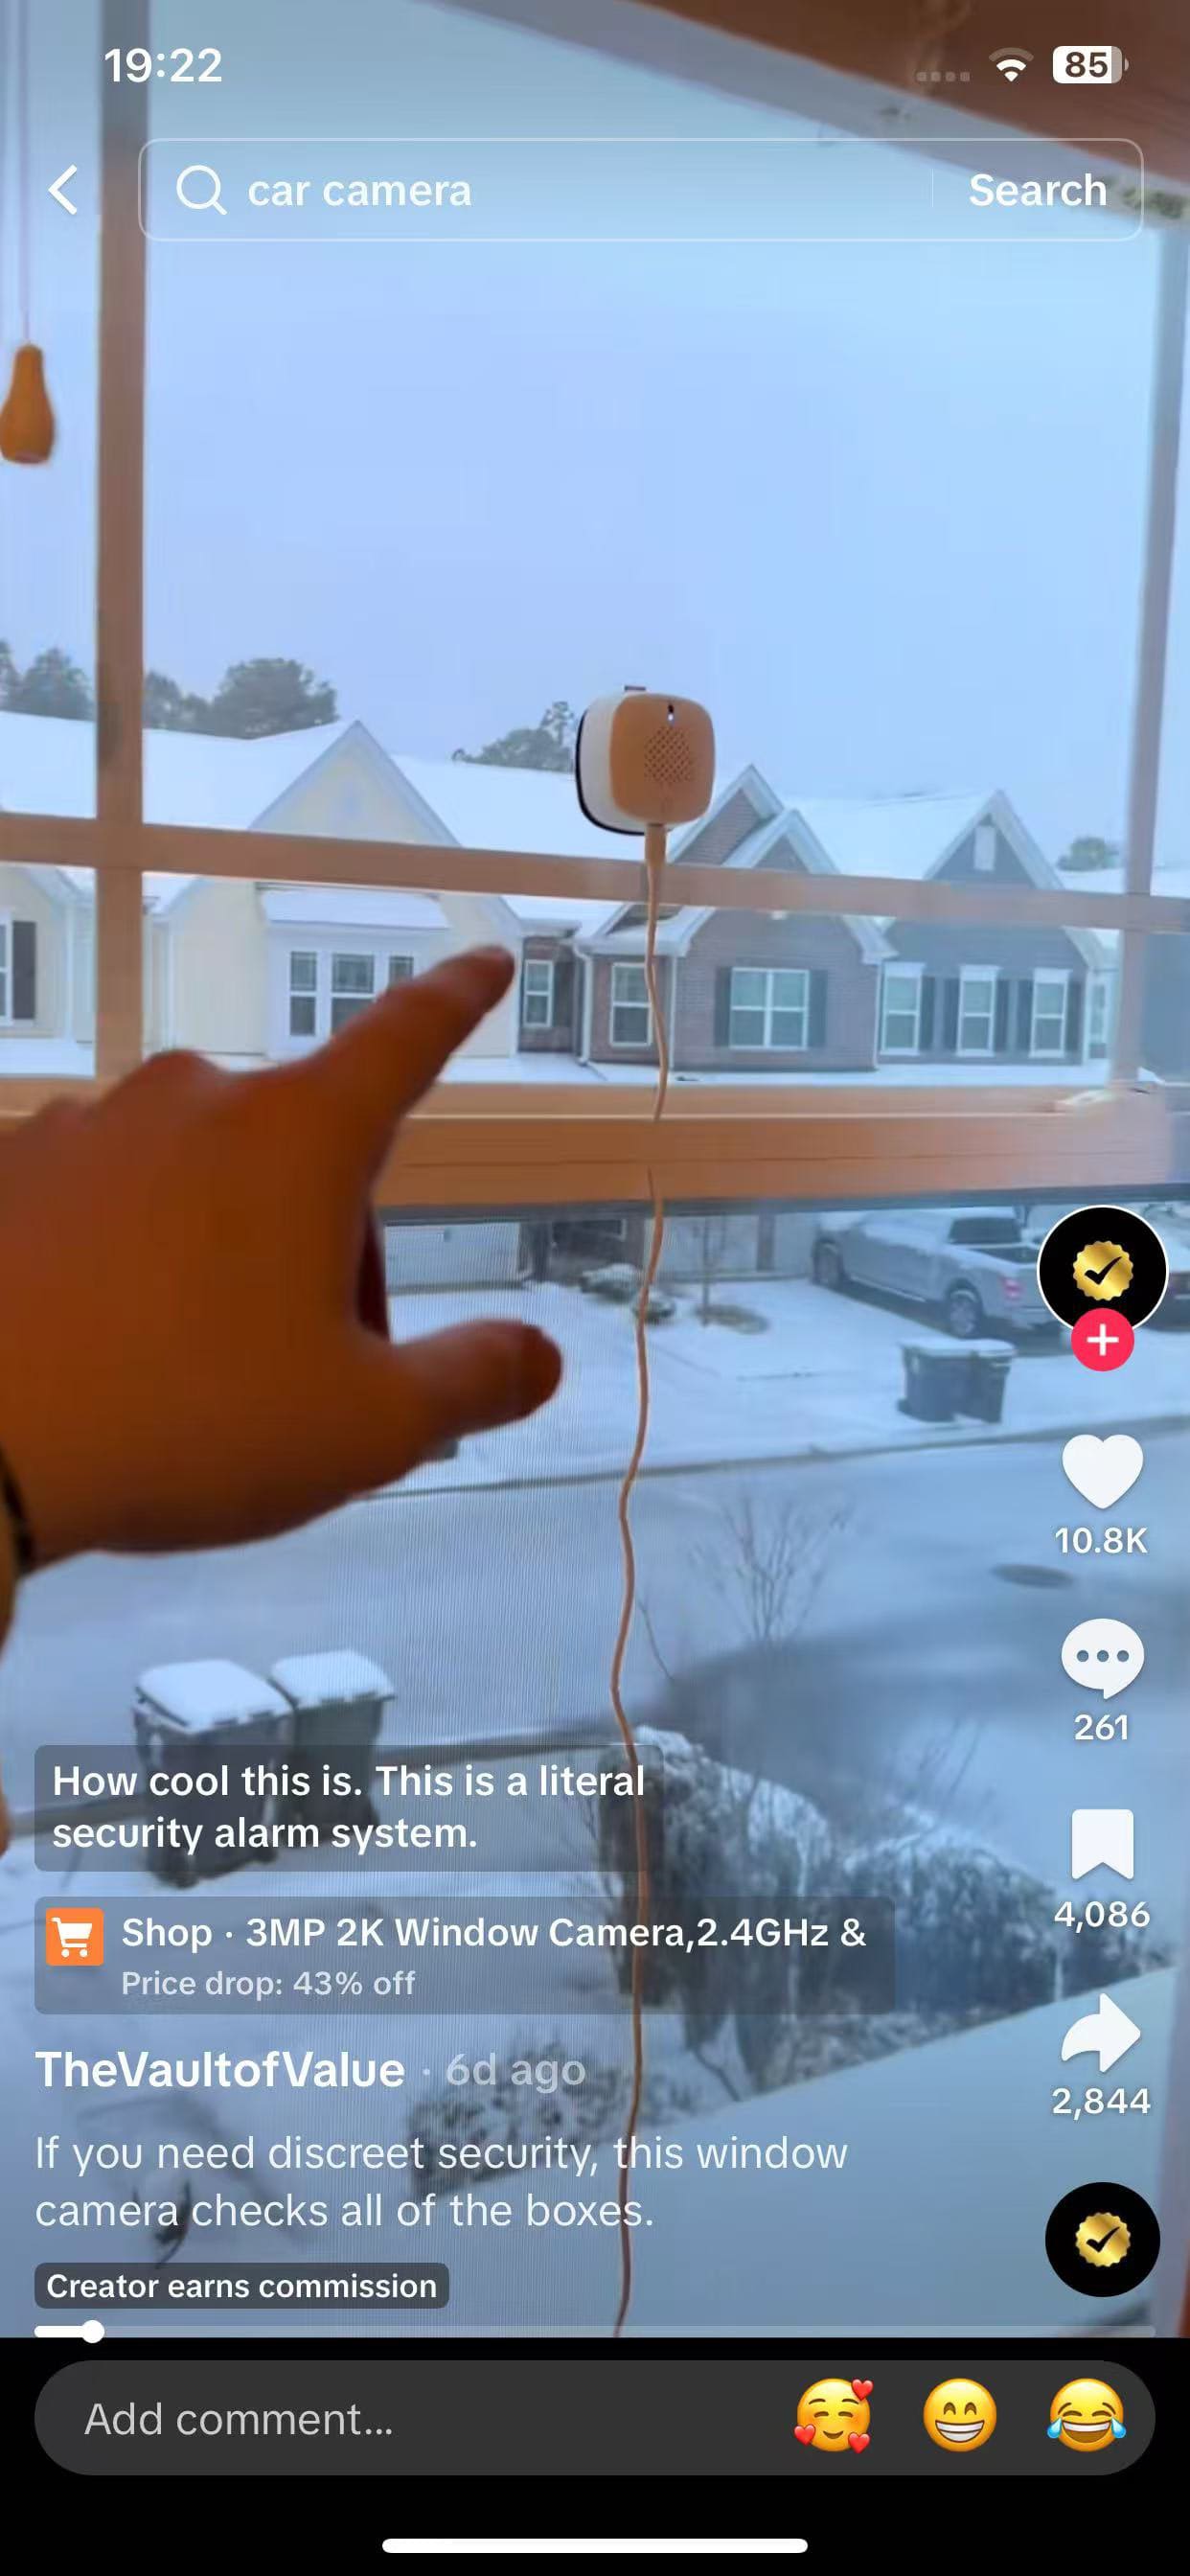 19:22
85
car camera
Search
How cool this is. This is a literal
security alarm system.
Shop · 3MP 2K Window Camera,2.4GHz &
Price drop: 43% off
TheVaultofValue · 6d ago
If you need discreet security, this window
camera checks all of the boxes.
Creator earns commission
10.8K
261
4,086
2,844
Add comment...